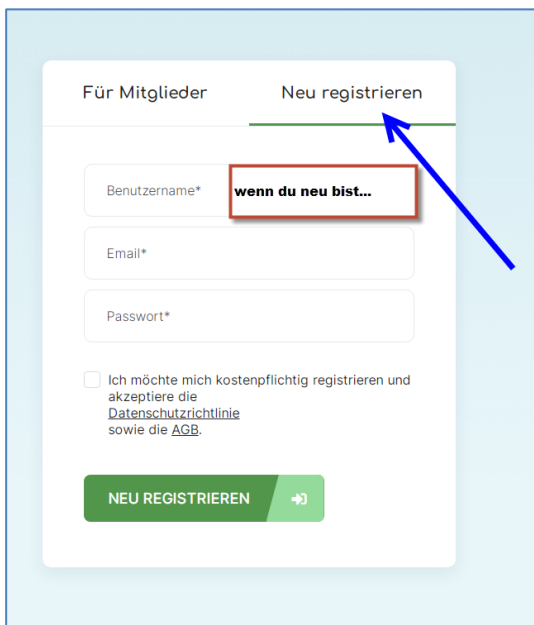 Für Mitglieder Neu registrieren
Benutzername* wenn du neu bist...
Email*
Passwort*
Ich möchte mich kostenpflichtig registrieren und
akzeptiere die
Datenschutzrichtlinie
sowie die AGB.
NEU REGISTRIEREN